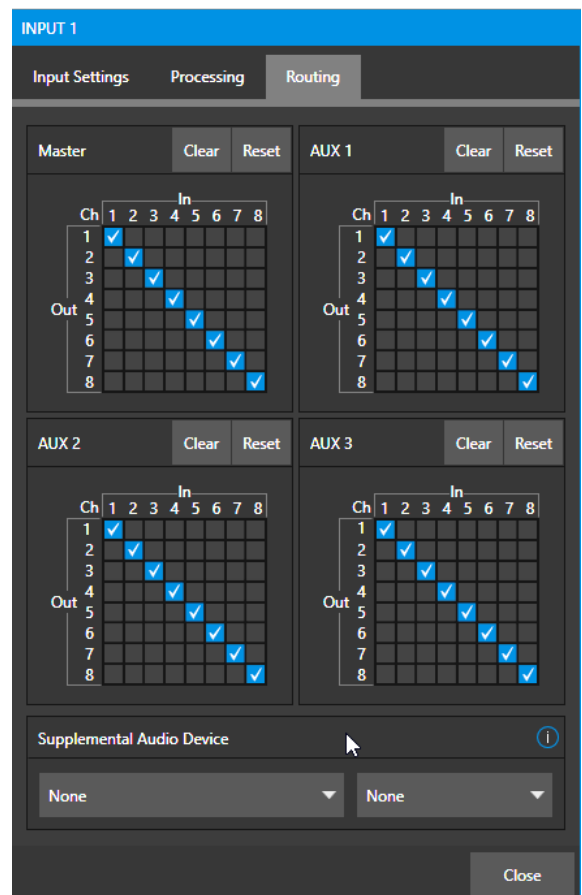 INPUT 1
Input Settings Processing Routing
Master Clear Reset
In
Ch 1 2 3 4 5 6 7 8
1
2
3
4
Out
5
6
7
8
AUX 1 Clear Reset
In
Ch 1 2 3 4 5 6 7 8
1
2
3
4
Out
5
6
7
8
AUX 2 Clear Reset
In
Ch 1 2 3 4 5 6 7 8
1
2
3
4
Out
5
6
7
8
AUX 3 Clear Reset
In
Ch 1 2 3 4 5 6 7 8
1
2
3
4
Out
5
6
7
8
Supplemental Audio Device i
None None
Close